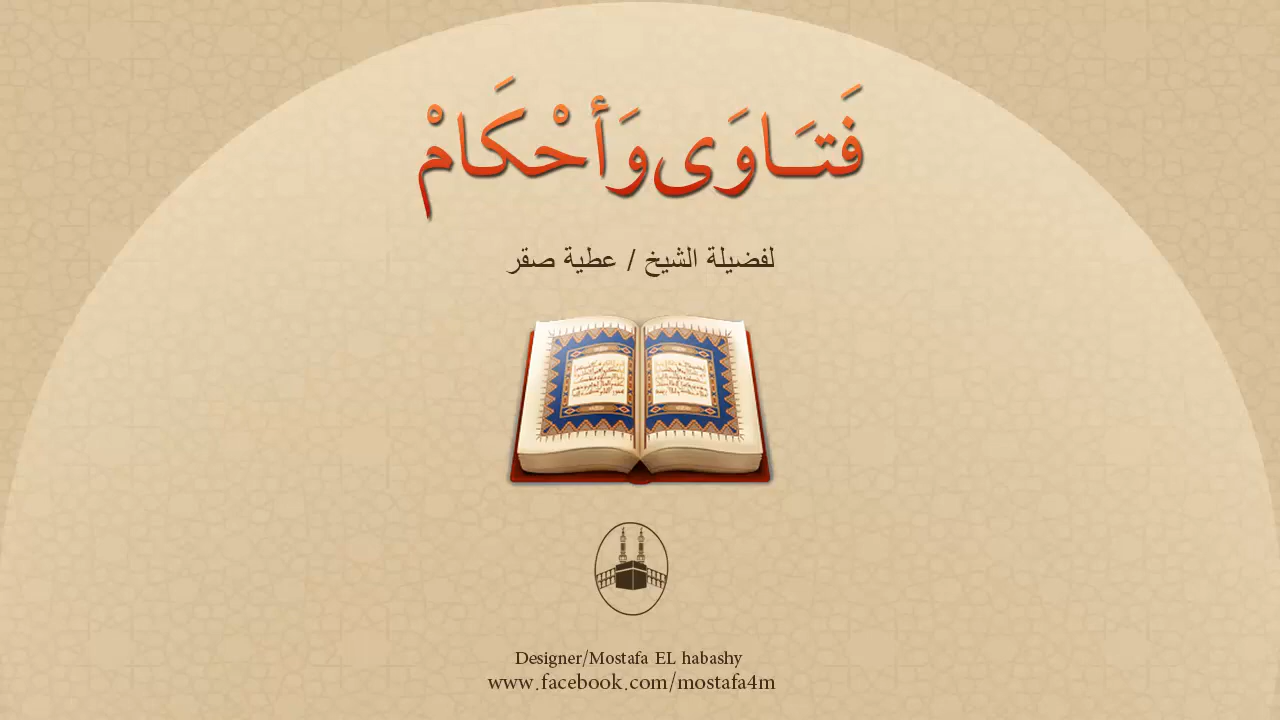 فَتَاوَى وَأَحْكَامْ
لفضيلة الشيخ / عطية صقر
Designer/Mostafa EL habashy
www.facebook.com/mostafa4m